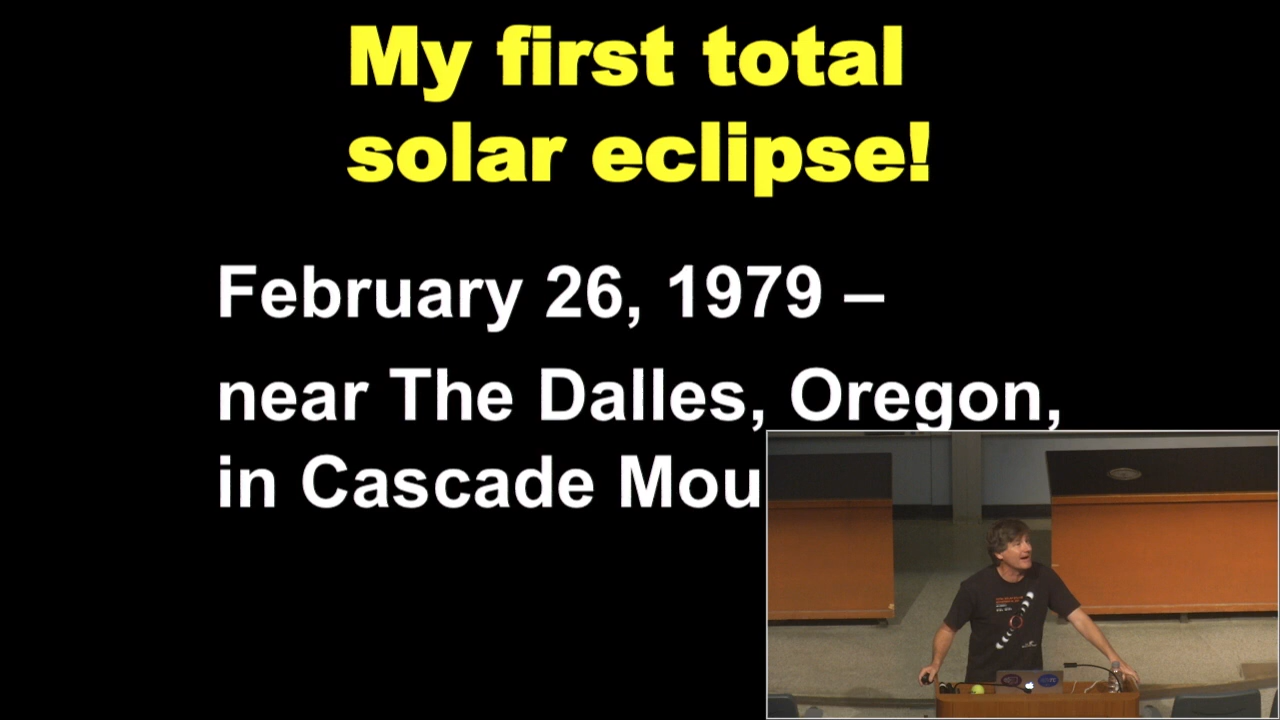 My first total
solar eclipse!
February 26, 1979 –
near The Dalles, Oregon,
in Cascade Mou